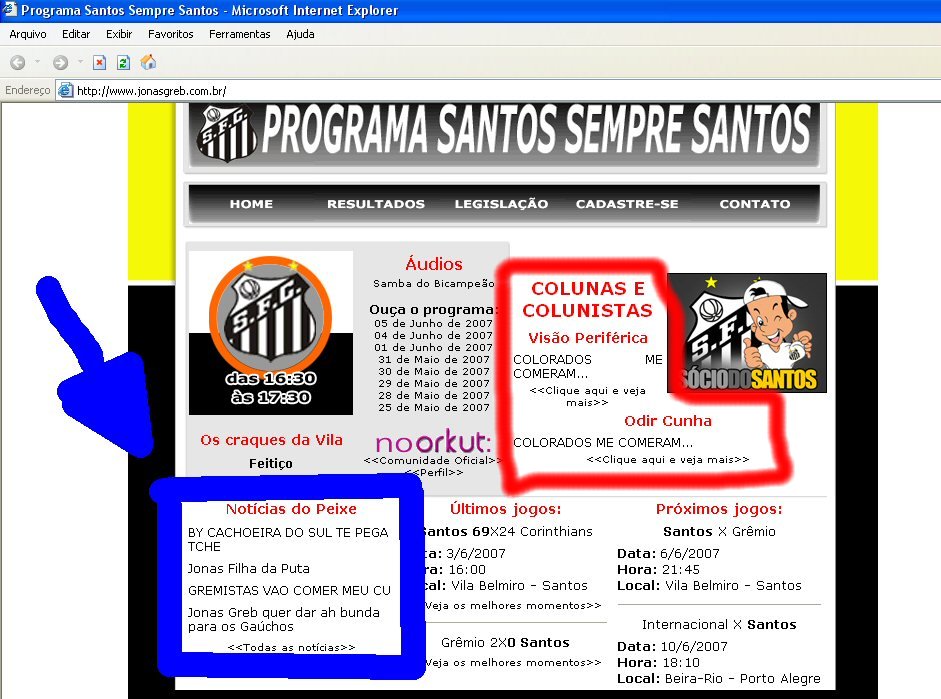 Programa Santos Sempre Santos - Microsoft Internet Explorer
Arquivo Editar Exibir Favoritos Ferramentas Ajuda
Endereço http://www.jonasgreb.com.br/
S.F.C. PROGRAMA SANTOS SEMPRE SANTOS
HOME RESULTADOS LEGISLAÇÃO CADASTRE-SE CONTATO
S.F.C.
das 16:30
às 17:30
Os craques da Vila
Feitiço
Áudios
Samba do Bicampeão
Ouça o programa:
05 de Junho de 2007
04 de Junho de 2007
01 de Junho de 2007
31 de Maio de 2007
30 de Maio de 2007
29 de Maio de 2007
28 de Maio de 2007
25 de Maio de 2007
no orkut:
<<Comunidade Oficial>>
<<Perfil>>
COLUNAS E
COLUNISTAS
Visão Periférica
COLORADOS ME
COMERAM...
<<Clique aqui e veja
mais>>
Odir Cunha
COLORADOS ME COMERAM...
<<Clique aqui e veja mais>>
S.F.
SÓCIO DO SANTOS
Notícias do Peixe
BY CACHOEIRA DO SUL TE PEGA
TCHE
Jonas Filha da Puta
GREMISTAS VAO COMER MEU CU
Jonas Greb quer dar ah bunda
para os Gaúchos
<<Todas as notícias>>
Últimos jogos:
Santos 69X24 Corinthians
3/6/2007
16:00
Vila Belmiro - Santos
Veja os melhores momentos>>
Grêmio 2X0 Santos
Veja os melhores momentos>>
Próximos jogos:
Santos X Grêmio
Data: 6/6/2007
Hora: 21:45
Local: Vila Belmiro - Santos
Internacional X Santos
Data: 10/6/2007
Hora: 18:10
Local: Beira-Rio - Porto Alegre